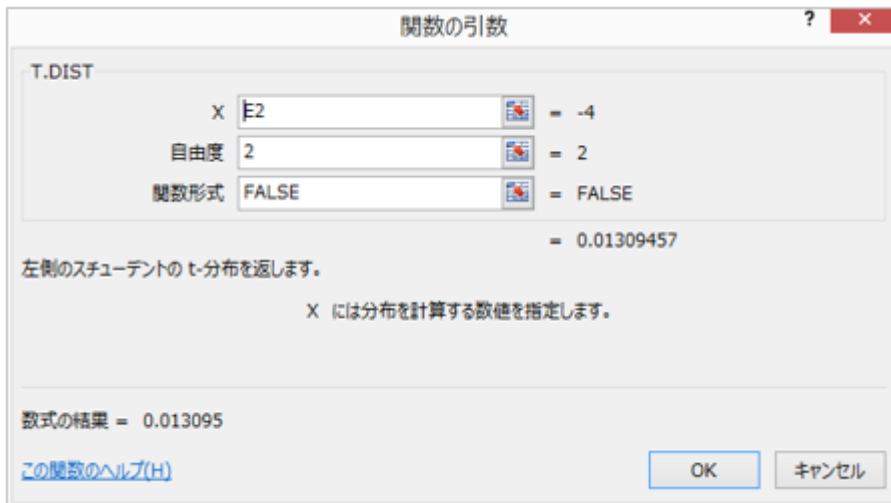 関数の引数
?
×
T.DIST
X E2 = -4
自由度 2 = 2
関数形式 FALSE = FALSE
= 0.01309457
左側のスチューデントの t-分布を返します。
X には分布を計算する数値を指定します。
数式の結果 = 0.013095
この関数のヘルプ(H)
OK
キャンセル